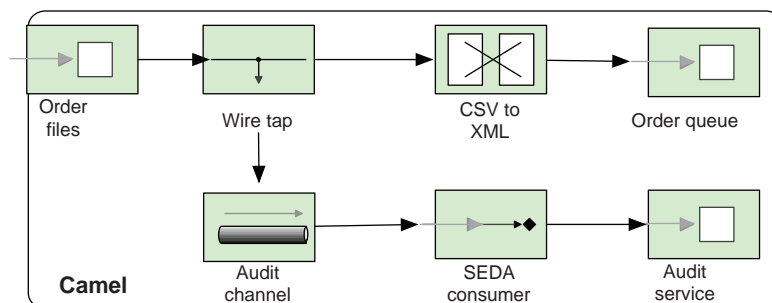 Order
files
Wire tap
CSV to
XML
Order queue
Audit
channel
SEDA
consumer
Audit
service
Camel